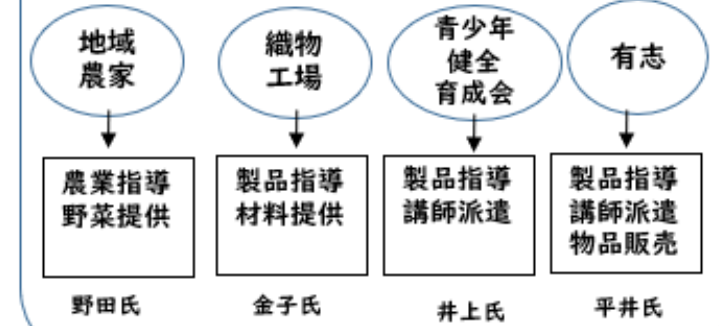 地域
農家
織物
工場
青少年
健全
育成会
有志
農業指導
野菜提供
製品指導
材料提供
製品指導
講師派遣
製品指導
講師派遣
物品販売
野田氏
金子氏
井上氏
平井氏